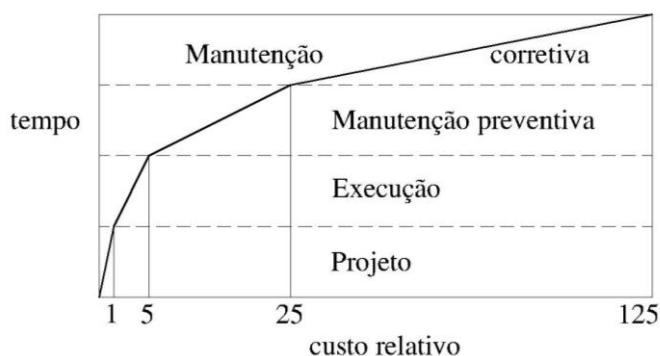 Manutenção corretiva
tempo
Manutenção preventiva
Execução
Projeto
1 5 25 125
custo relativo